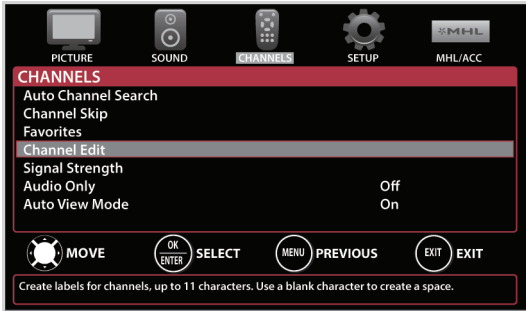 MHL
PICTURE SOUND CHANNELS SETUP MHL/ACC
CHANNELS
Auto Channel Search
Channel Skip
Favorites
Channel Edit
Signal Strength
Audio Only Off
Auto View Mode On
MOVE OK ENTER SELECT MENU PREVIOUS EXIT EXIT
Create labels for channels, up to 11 characters. Use a blank character to create a space.